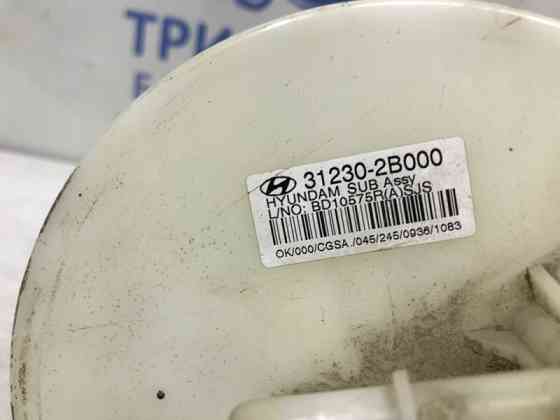 ТРИ
31230-2B000
HYUNDAM SUB Assy
L/NO: BD10575R(A)SJS
OK/000/CGSA./045/245/0936/1083